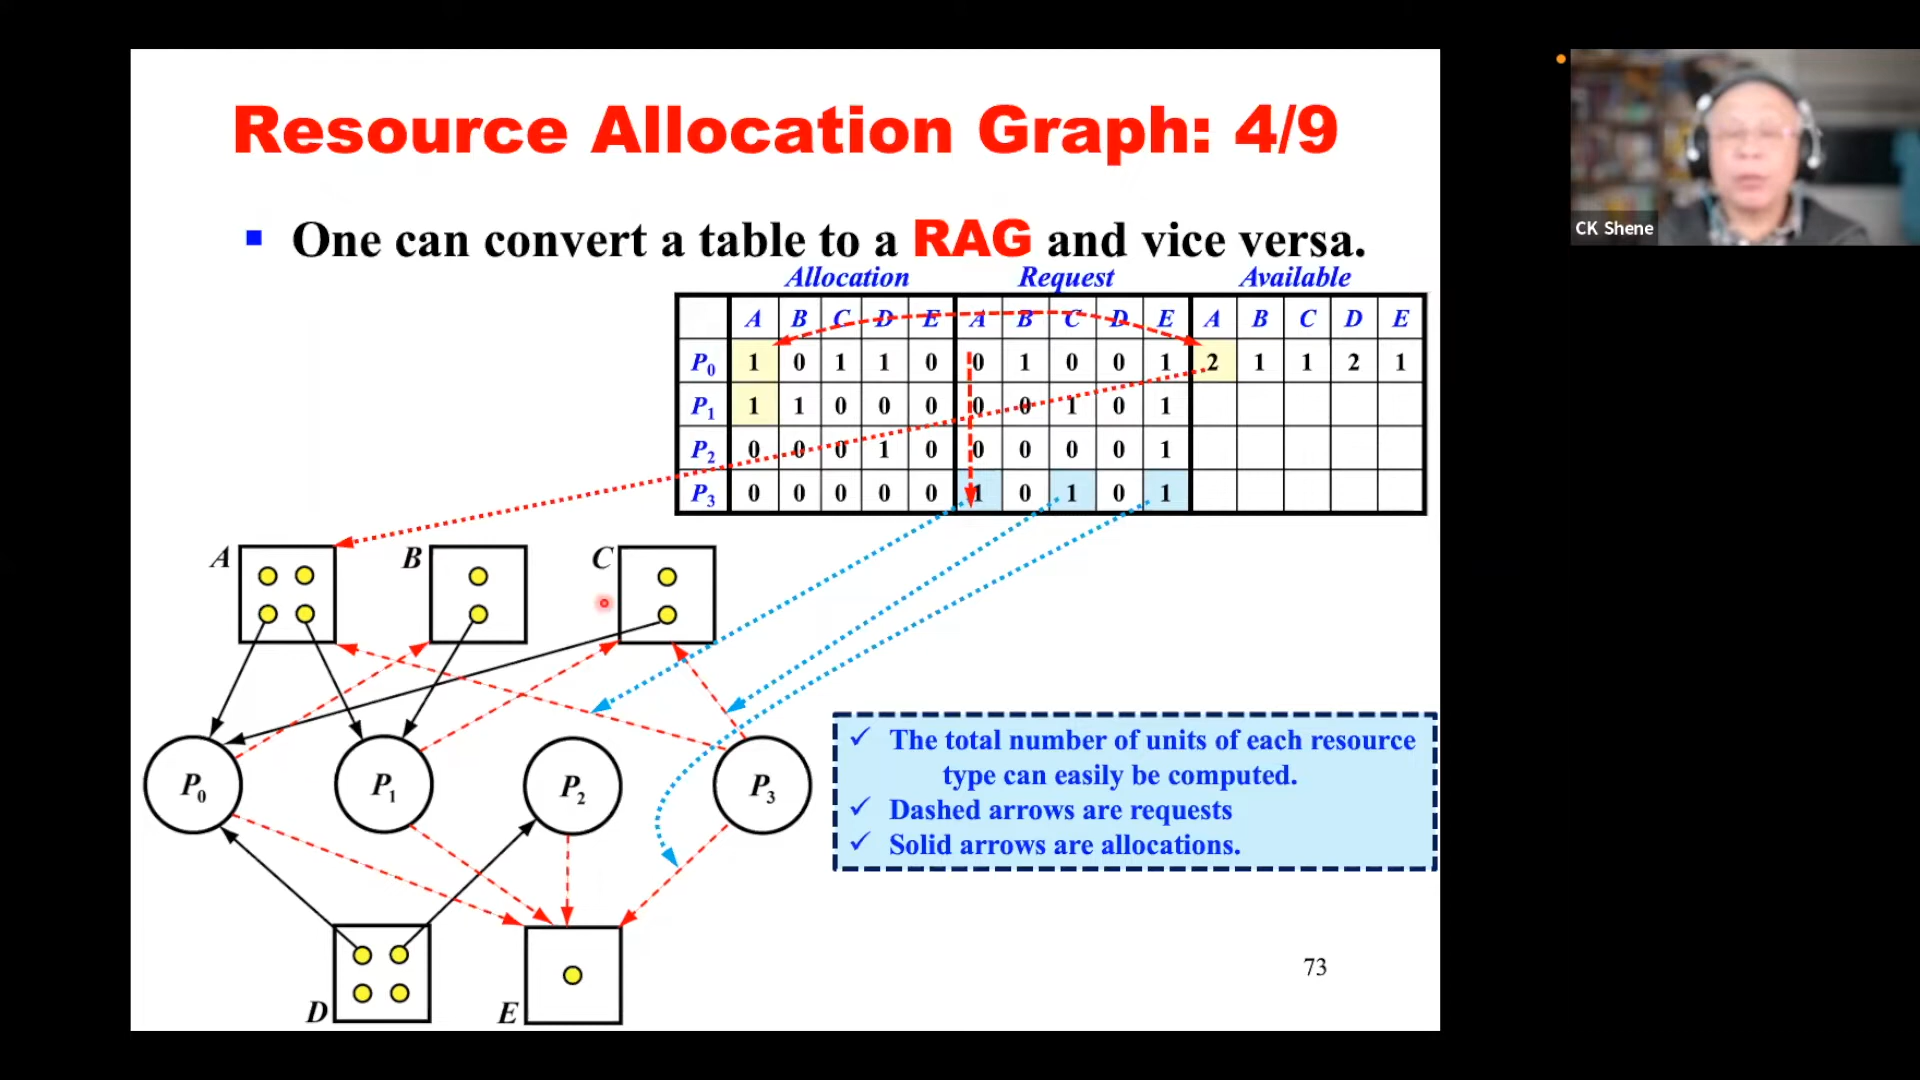 Resource Allocation Graph: 4/9
CK Shene
▪ One can convert a table to a RAG and vice versa.
Allocation Request Available
A B C D E A B C D E A B C D E
P0 1 0 1 1 0 0 1 0 0 1 2 1 1 2 1
P1 1 1 0 0 0 0 0 1 0 1
P2 0 0 0 1 0 0 0 0 0 1
P3 0 0 0 0 0 1 0 1 0 1
A B C
✓ The total number of units of each resource
type can easily be computed.
P0 P1 P2 P3
✓ Dashed arrows are requests
✓ Solid arrows are allocations.
73
D E